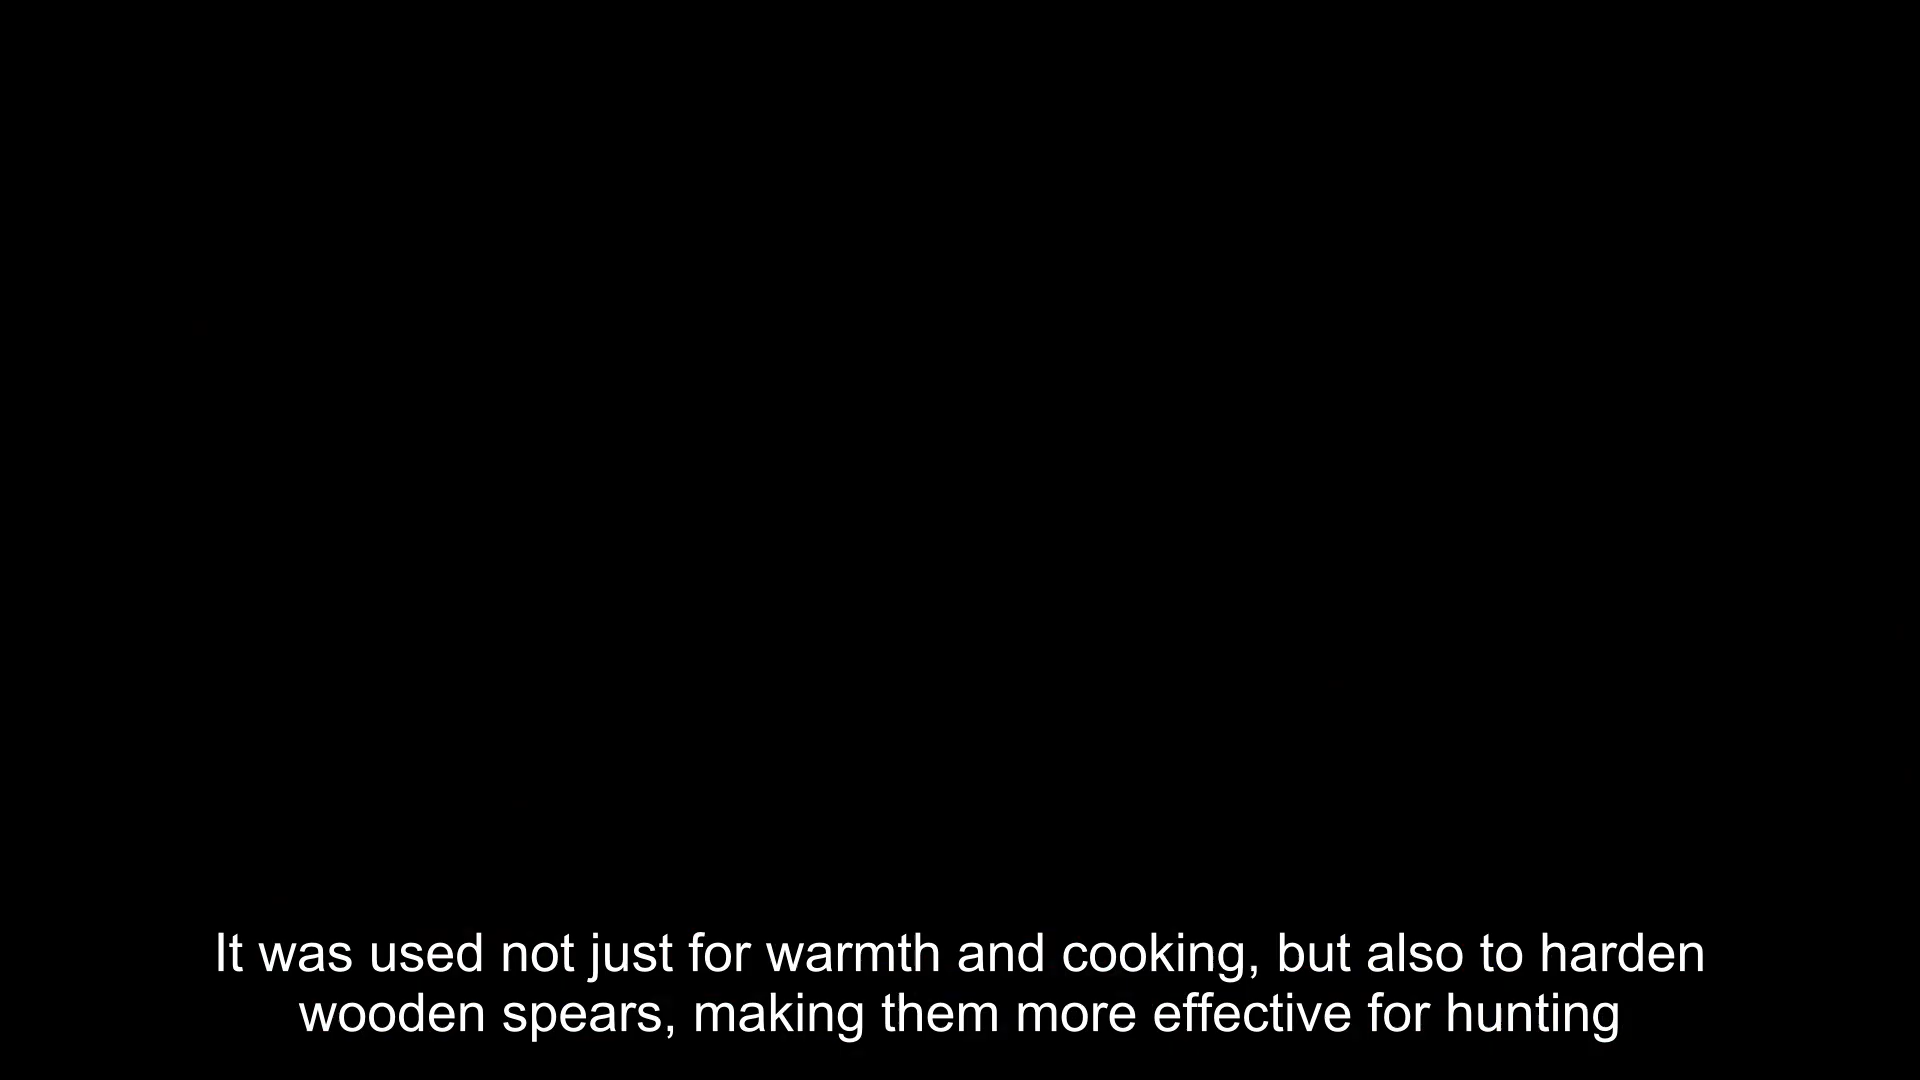 It was used not just for warmth and cooking, but also to harden
wooden spears, making them more effective for hunting